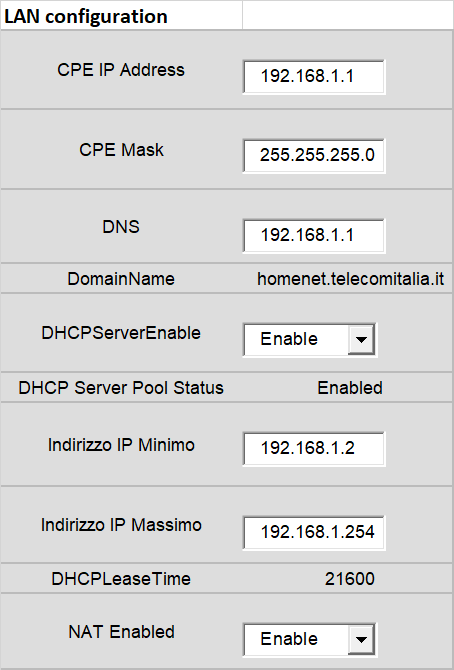 LAN configuration
CPE IP Address 192.168.1.1
CPE Mask 255.255.255.0
DNS 192.168.1.1
DomainName homenet.telecomitalia.it
DHCPServerEnable Enable
DHCP Server Pool Status Enabled
Indirizzo IP Minimo 192.168.1.2
Indirizzo IP Massimo 192.168.1.254
DHCPLeaseTime 21600
NAT Enabled Enable